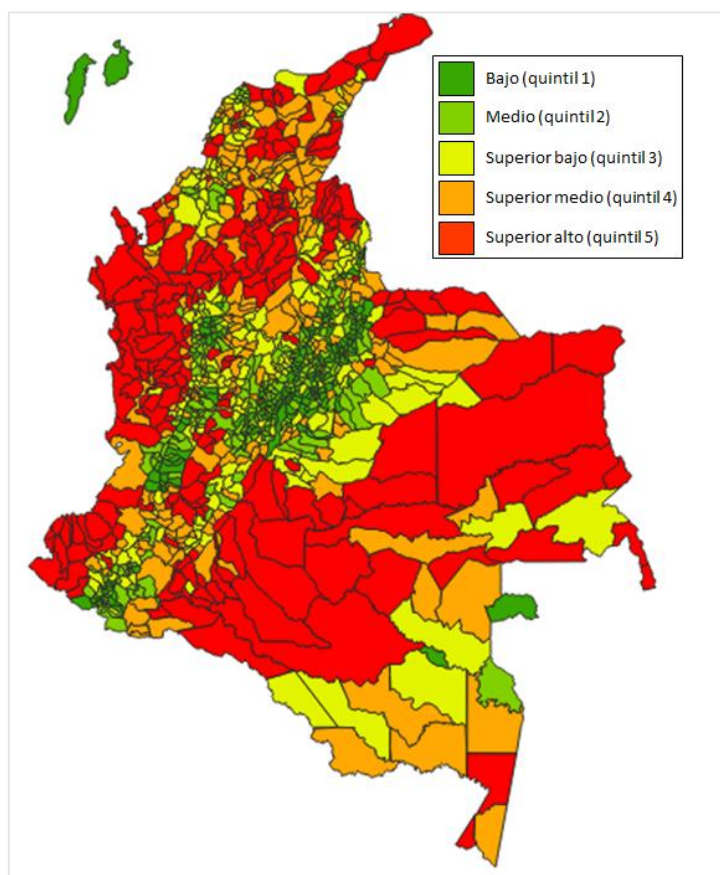 Bajo (quintil 1)
Medio (quintil 2)
Superior bajo (quintil 3)
Superior medio (quintil 4)
Superior alto (quintil 5)